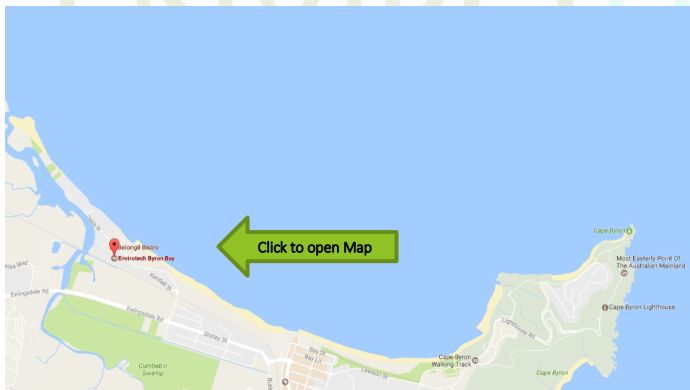 Click to open Map
Belongil Bistro
Envirotech Byron Bay
Kendall St
Ewingsdale Rd
Ewingsdale Rd
Shirley St
Cumbebin
Swamp
Bay St
Bay Ln
Lawson St
Cape Byron
Walking Track
Lighthouse Rd
Cape Byron
Most Easterly Point Of
The Australian Mainland
Cape Byron Lighthouse
Cape Byron